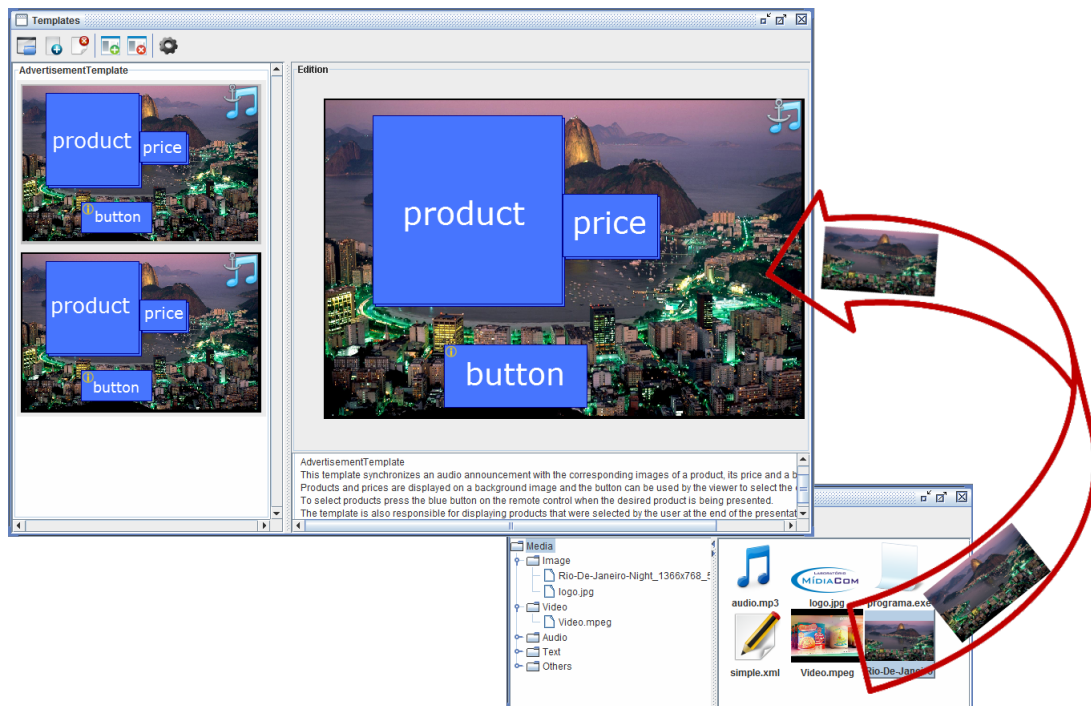 Templates
AdvertisementTemplate
product
price
button
product
price
button
Edition
product
price
button
AdvertisementTemplate
This template synchronizes an audio announcement with the corresponding images of a product, its price and a b
Products and prices are displayed on a background image and the button can be used by the viewer to select the
To select products press the blue button on the remote control when the desired product is being presented.
The template is also responsible for displaying products that were selected by the user at the end of the presentat
Media
Image
Rio-De-Janeiro-Night_1366x768_5
logo.jpg
Video
Video.mpeg
Audio
Text
Others
audio.mp3
LABORATÓRIO
MÍDIACOM
logo.jpg
programa.exe
simple.xml
Video.mpeg
Rio-De-Janeiro